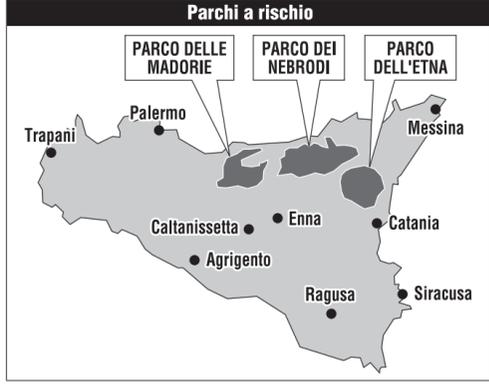 Parchi a rischio
PARCO DELLE
MADORIE
PARCO DEI
NEBRODI
PARCO
DELL'ETNA
Palermo
Messina
Trapani
Caltanissetta
Enna
Catania
Agrigento
Ragusa
Siracusa